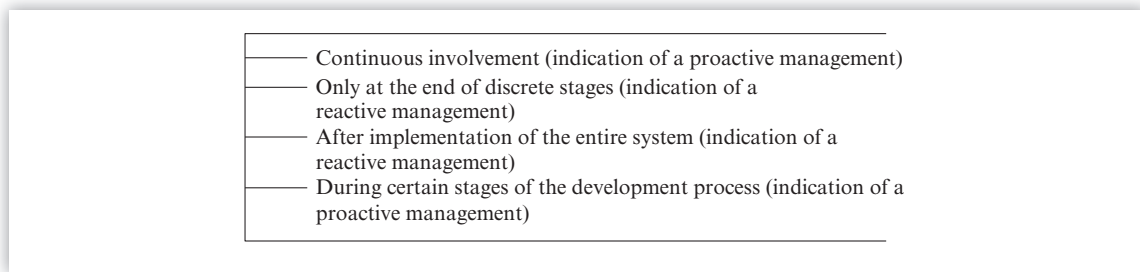 Continuous involvement (indication of a proactive management)
Only at the end of discrete stages (indication of a
reactive management)
After implementation of the entire system (indication of a
reactive management)
During certain stages of the development process (indication of a
proactive management)